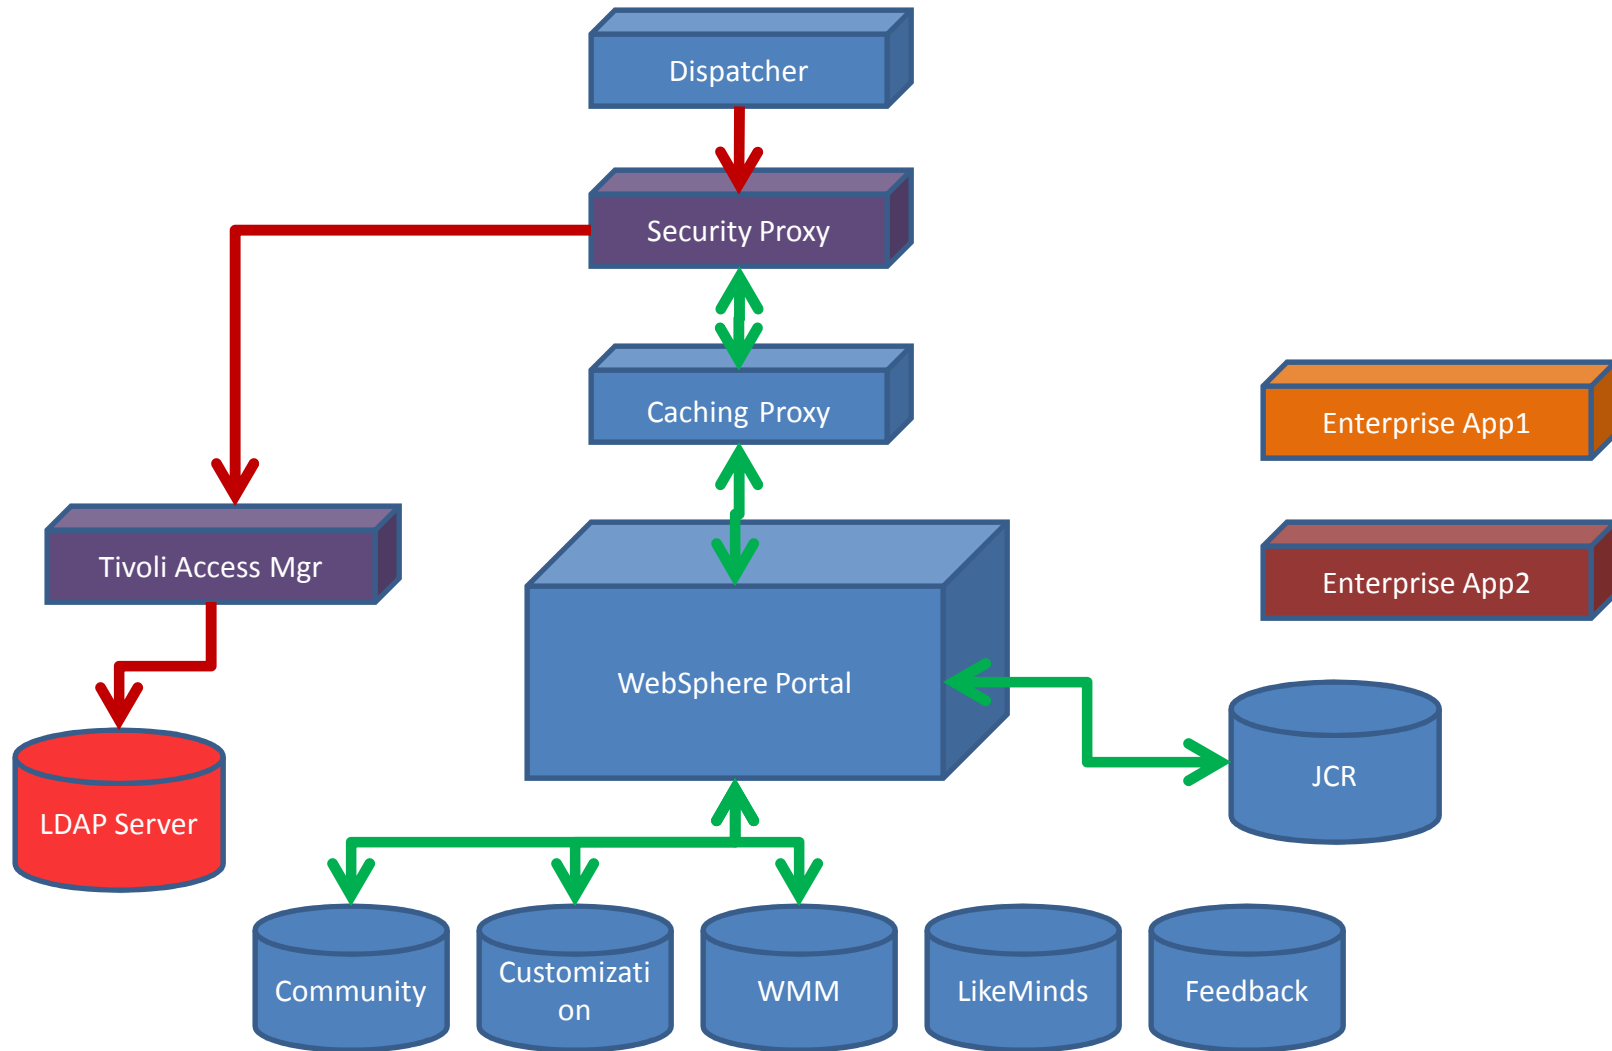 Dispatcher
Security Proxy
Caching Proxy
Enterprise App1
Tivoli Access Mgr
Enterprise App2
WebSphere Portal
JCR
LDAP Server
Community
Customizati
on
WMM
LikeMinds
Feedback